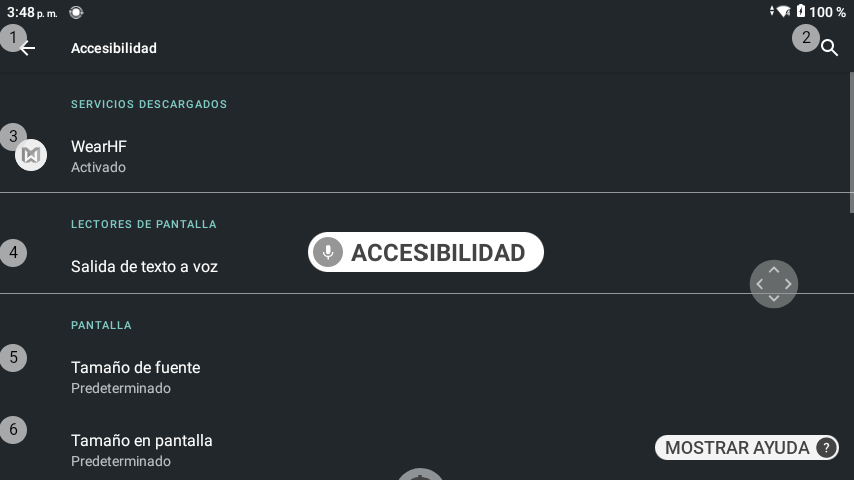 3:48 p. m.
100 %
1
2
Accesibilidad
SERVICIOS DESCARGADOS
3
WearHF
Activado
LECTORES DE PANTALLA
4
ACCESIBILIDAD
Salida de texto a voz
PANTALLA
5
Tamaño de fuente
Predeterminado
6
Tamaño en pantalla
MOSTRAR AYUDA ?
Predeterminado